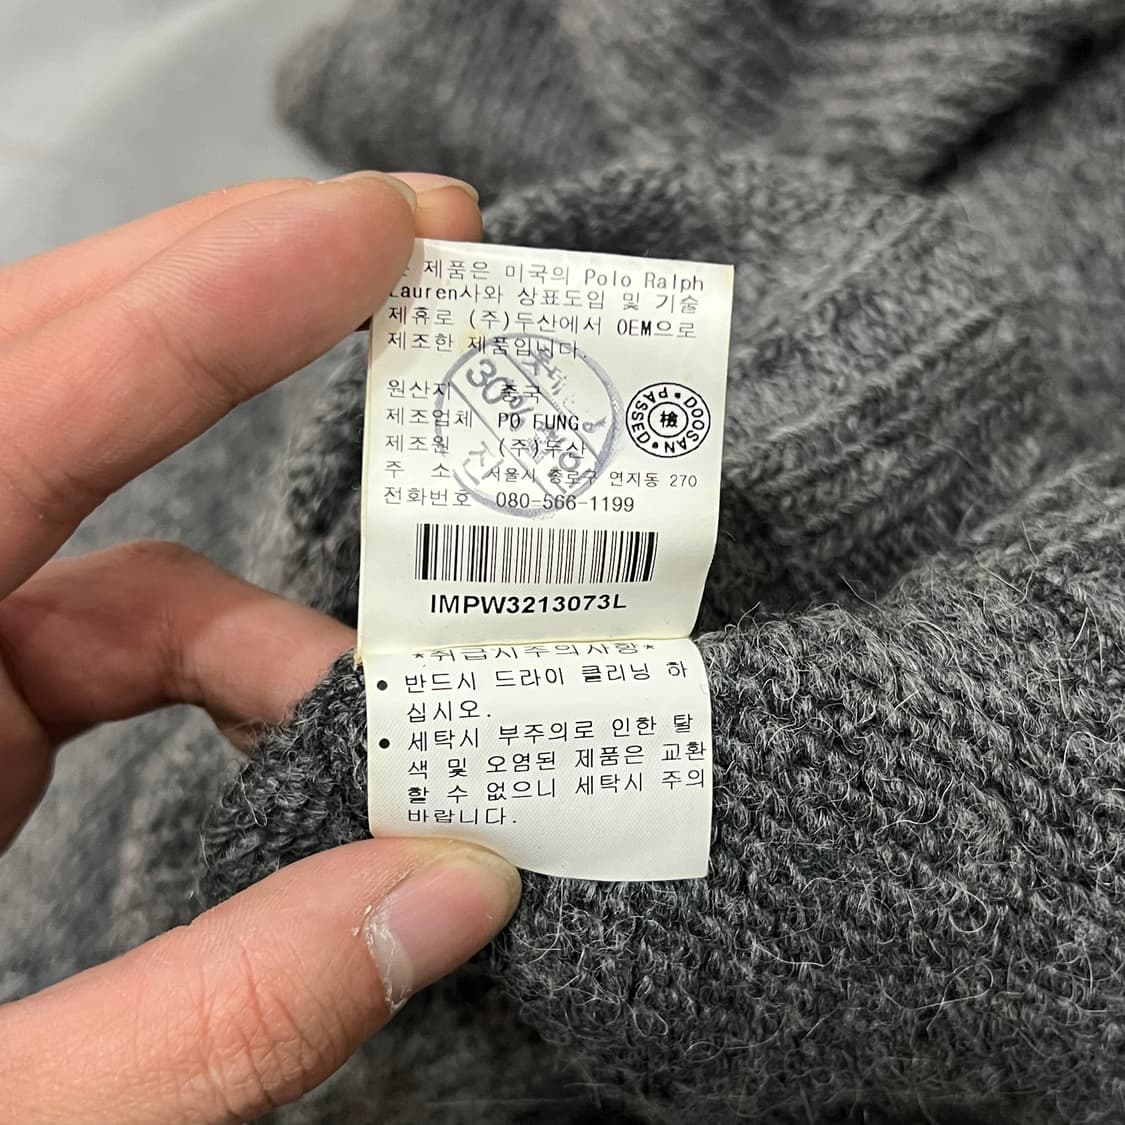 제품은 미국의 Polo Ralph
Lauren사와 상표도입 및 기술
제휴로 (주)두산에서 OEM으로
제조한 제품입니다.
원산지 중국
제조업체 PO FUNG
제조원 (주)두산
주 소 서울시 종로구 연지동 270
전화번호 080-566-1199
DOOSAN PASSED
檢
30% 할인
IMPW3213073L
*취급시주의사항*
● 반드시 드라이 클리닝 하
십시오.
● 세탁시 부주의로 인한 탈
색 및 오염된 제품은 교환
할 수 없으니 세탁시 주의
바랍니다.